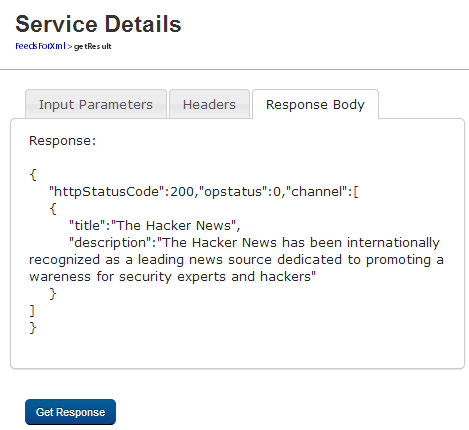 Service Details
FeedsForXml > getResult
Input Parameters Headers Response Body
Response:
{
"httpStatusCode":200,"opstatus":0,"channel":[
{
"title":"The Hacker News",
"description":"The Hacker News has been internationally
recognized as a leading news source dedicated to promoting a
wareness for security experts and hackers"
}
]
}
Get Response